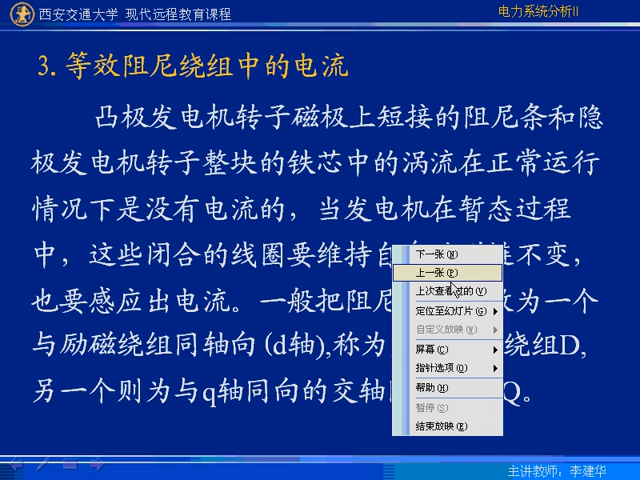 西安交通大学 现代远程教育课程
电力系统分析II
3. 等效阻尼绕组中的电流
凸极发电机转子磁极上短接的阻尼条和隐
极发电机转子整块的铁芯中的涡流在正常运行
情况下是没有电流的，当发电机在暂态过程
中，这些闭合的线圈要维持自 不变，
也要感应出电流。一般把阻尼 为一个
与励磁绕组同轴向(d轴),称为 绕组D,
另一个则为与q轴同向的交轴 Q。
下一张(N)
上一张(P)
上次查看过的(V)
定位至幻灯片(G)
自定义放映(W)
屏幕(C)
指针选项(O)
帮助(H)
暂停(S)
结束放映(E)
主讲教师：李建华